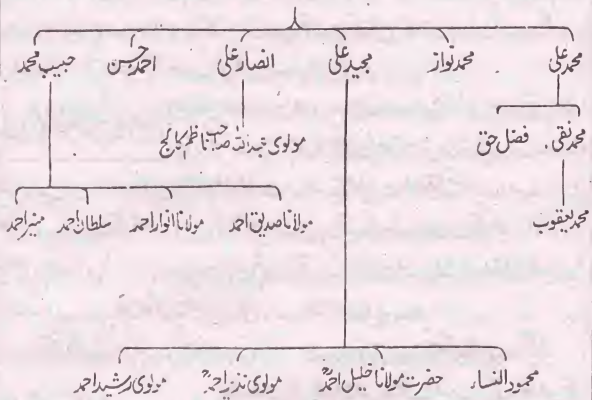 محمد علی محمد نواز مجید علی انصار علی احمد حسن حبیب محمد
محمد نقی، فضل حق مولوی عبداللہ صاحب ناظم کالج
محمد یعقوب مولانا صدیق احمد مولانا انوار احمد سلطان احمد منیر احمد
محمود النساء حضرت مولانا خلیل احمدؒ مولوی نذیر احمدؒ مولوی رشید احمد